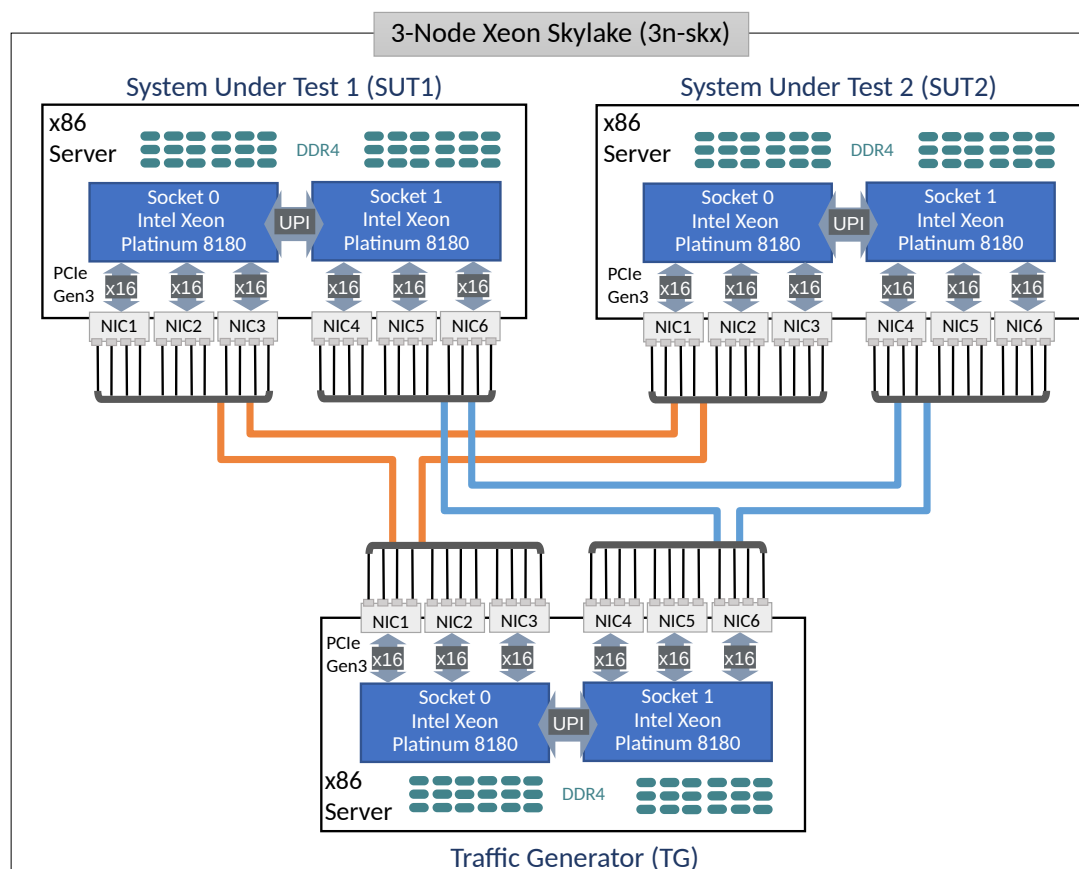 3-Node Xeon Skylake (3n-skx)
System Under Test 1 (SUT1)
x86
Server
DDR4
Socket 0
Intel Xeon
Platinum 8180
UPI
Socket 1
Intel Xeon
Platinum 8180
PCIe
Gen3
x16
x16
x16
x16
x16
x16
NIC1
NIC2
NIC3
NIC4
NIC5
NIC6
System Under Test 2 (SUT2)
x86
Server
DDR4
Socket 0
Intel Xeon
Platinum 8180
UPI
Socket 1
Intel Xeon
Platinum 8180
PCIe
Gen3
x16
x16
x16
x16
x16
x16
NIC1
NIC2
NIC3
NIC4
NIC5
NIC6
NIC1
NIC2
NIC3
NIC4
NIC5
NIC6
PCIe
Gen3
x16
x16
x16
x16
x16
x16
Socket 0
Intel Xeon
Platinum 8180
UPI
Socket 1
Intel Xeon
Platinum 8180
x86
Server
DDR4
Traffic Generator (TG)